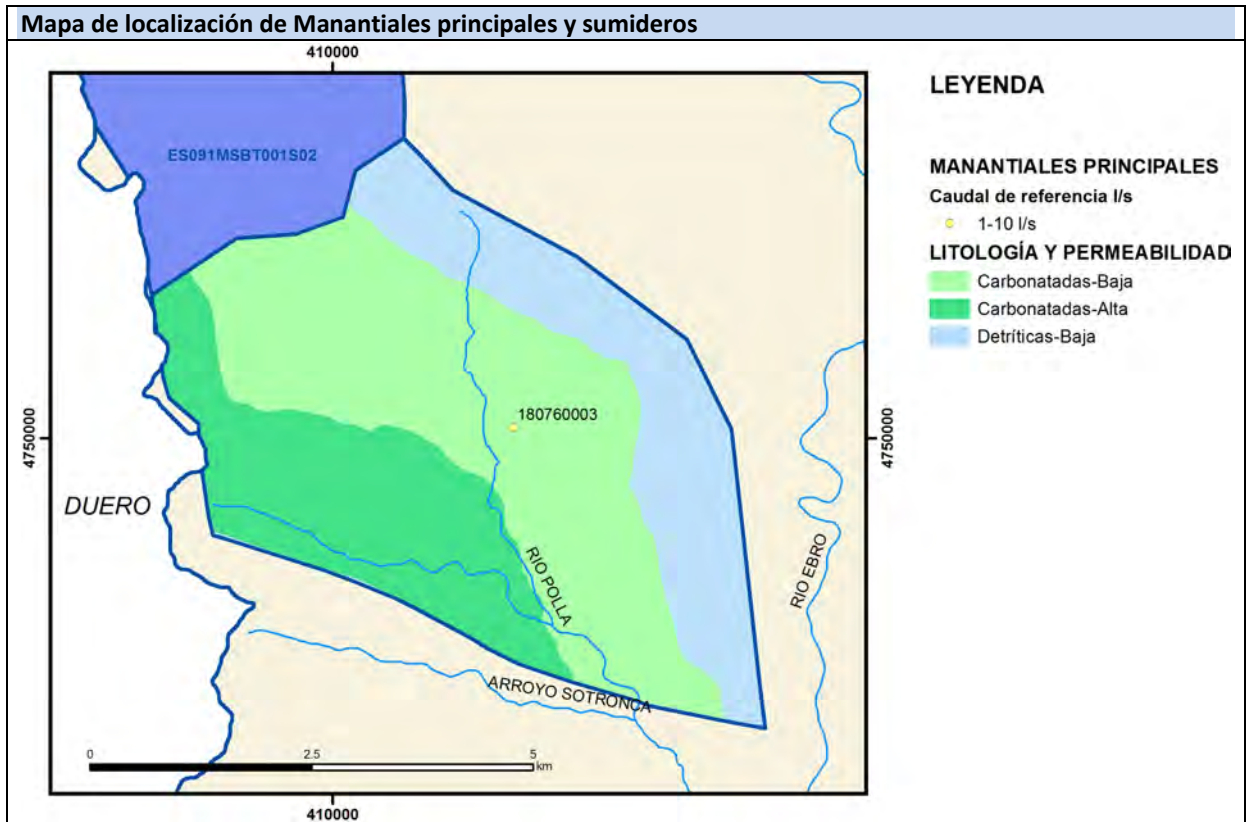 Mapa de localización de Manantiales principales y sumideros
410000
LEYENDA
ES091MSBT001S02
MANANTIALES PRINCIPALES
Caudal de referencia l/s
1-10 l/s
LITOLOGÍA Y PERMEABILIDAD
Carbonatadas-Baja
Carbonatadas-Alta
Detríticas-Baja
180760003
4750000
4750000
DUERO
RIO POLLA
RIO EBRO
ARROYO SOTRONCA
0 2.5 5
km
410000